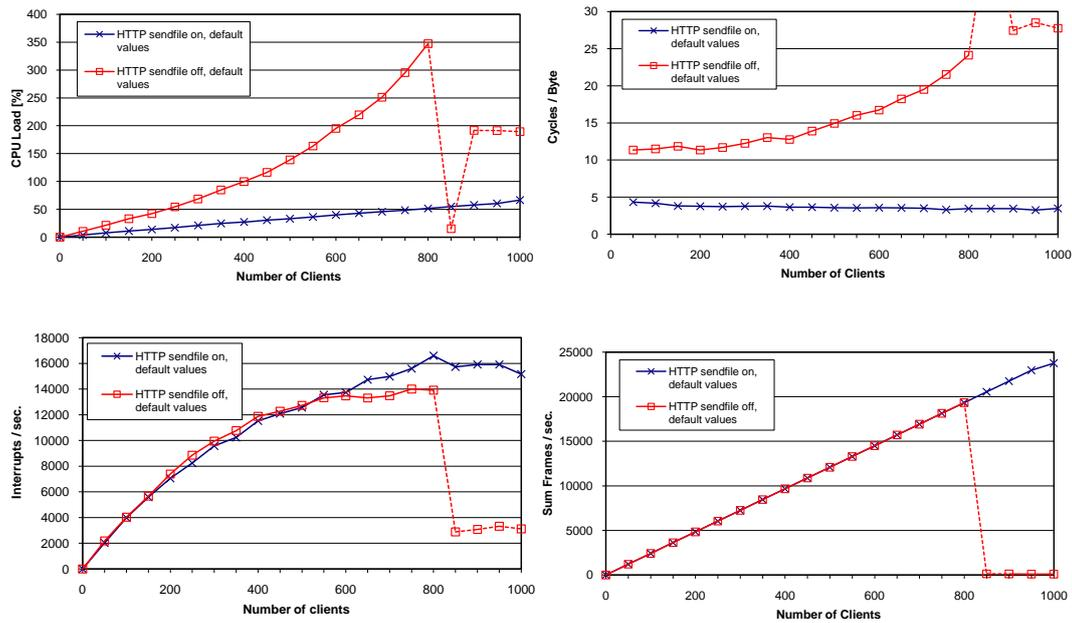 400
350
300
250
200
150
100
50
0
CPU Load [%]
HTTP sendfile on, default
values
HTTP sendfile off, default
values
0 200 400 600 800 1000
Number of Clients
30
25
20
15
10
5
0
Cycles / Byte
HTTP sendfile on,
default values
HTTP sendfile off,
default values
0 200 400 600 800 1000
Number of Clients
18000
16000
14000
12000
10000
8000
6000
4000
2000
0
Interrupts / sec.
HTTP sendfile on,
default values
HTTP sendfile off,
default values
0 200 400 600 800 1000
Number of clients
25000
20000
15000
10000
5000
0
Sum Frames / sec.
HTTP sendfile on,
default values
HTTP sendfile off,
default values
0 200 400 600 800 1000
Number of Clients